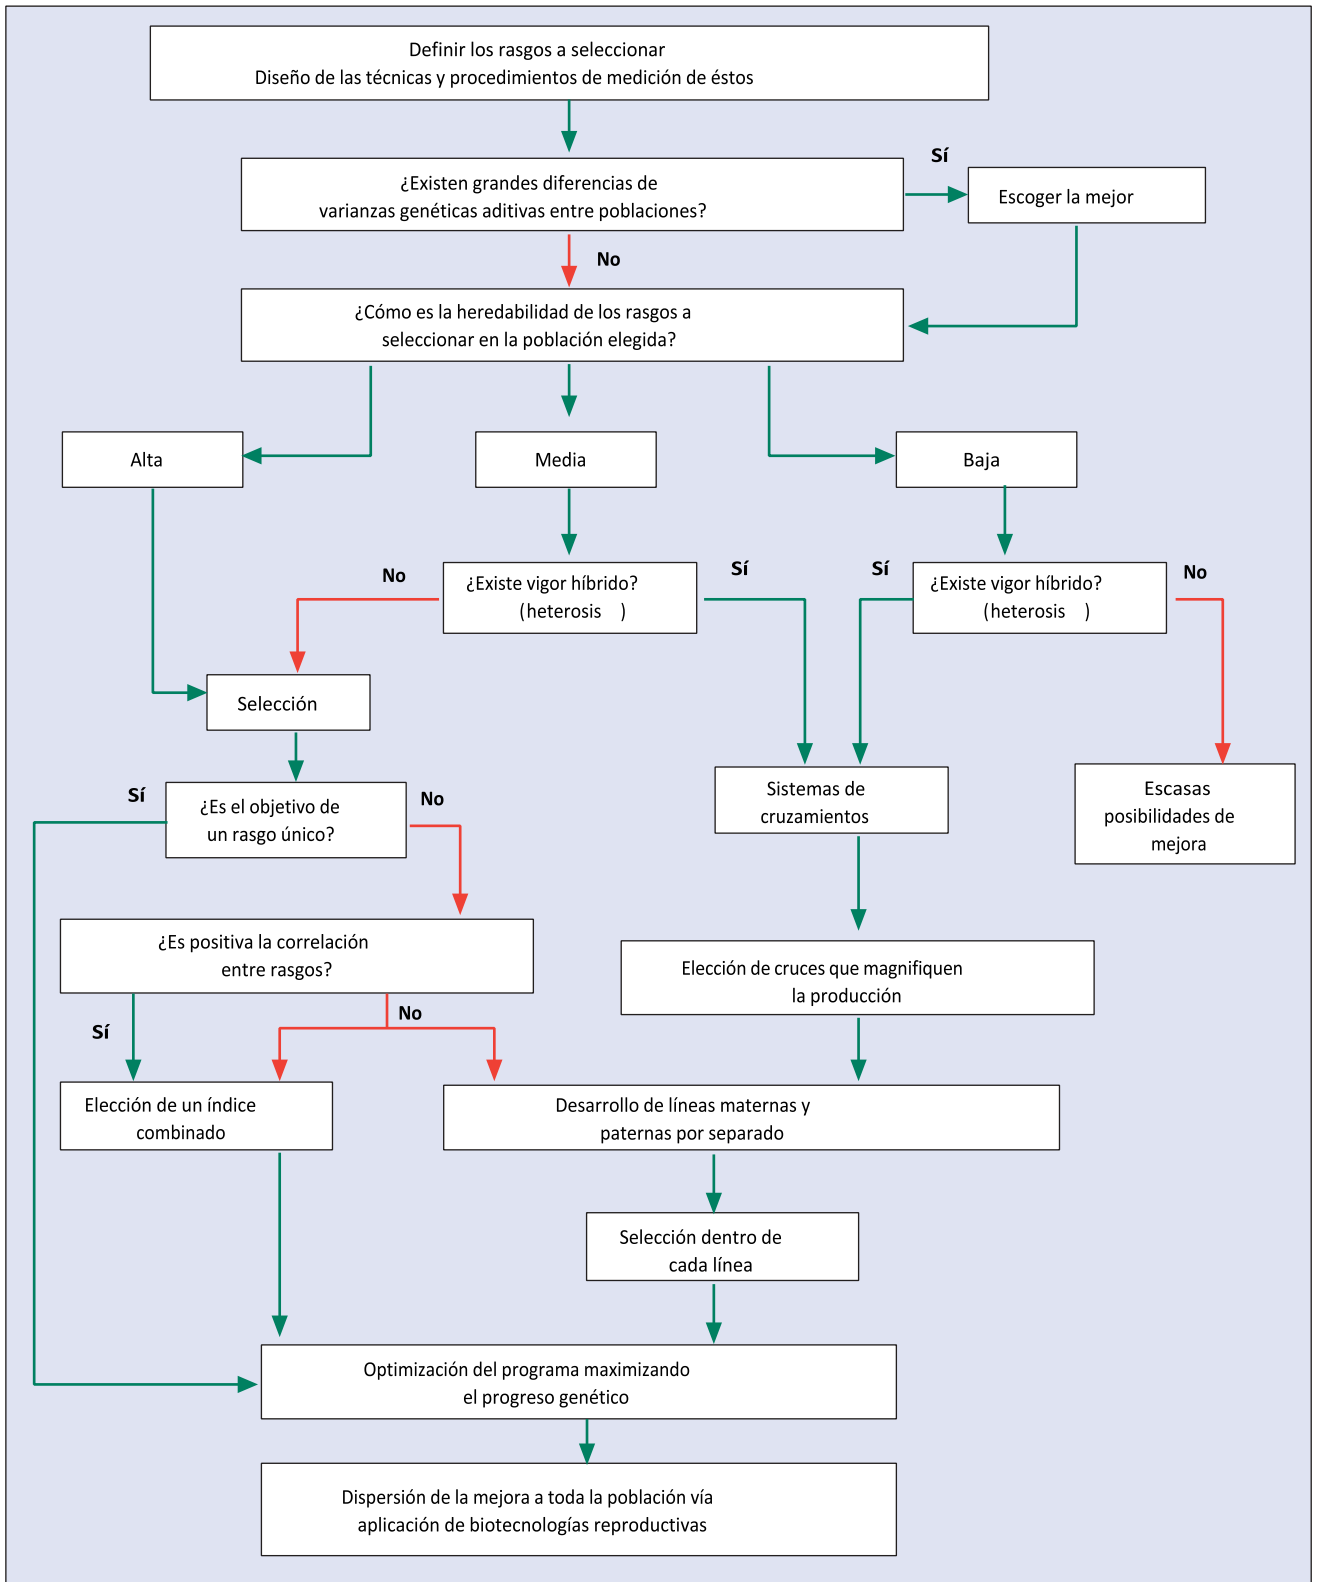 Definir los rasgos a seleccionar
Diseño de las técnicas y procedimientos de medición de éstos
¿Existen grandes diferencias de
varianzas genéticas aditivas entre poblaciones?
Sí
Escoger la mejor
No
¿Cómo es la heredabilidad de los rasgos a
seleccionar en la población elegida?
Alta
Media
Baja
No
¿Existe vigor híbrido?
(heterosis )
Sí
Sí
¿Existe vigor híbrido?
(heterosis )
No
Selección
Sí
¿Es el objetivo de
un rasgo único?
No
Sistemas de
cruzamientos
Escasas
posibilidades de
mejora
¿Es positiva la correlación
entre rasgos?
Elección de cruces que magnifiquen
la producción
Sí
No
Elección de un índice
combinado
Desarrollo de líneas maternas y
paternas por separado
Selección dentro de
cada línea
Optimización del programa maximizando
el progreso genético
Dispersión de la mejora a toda la población vía
aplicación de biotecnologías reproductivas